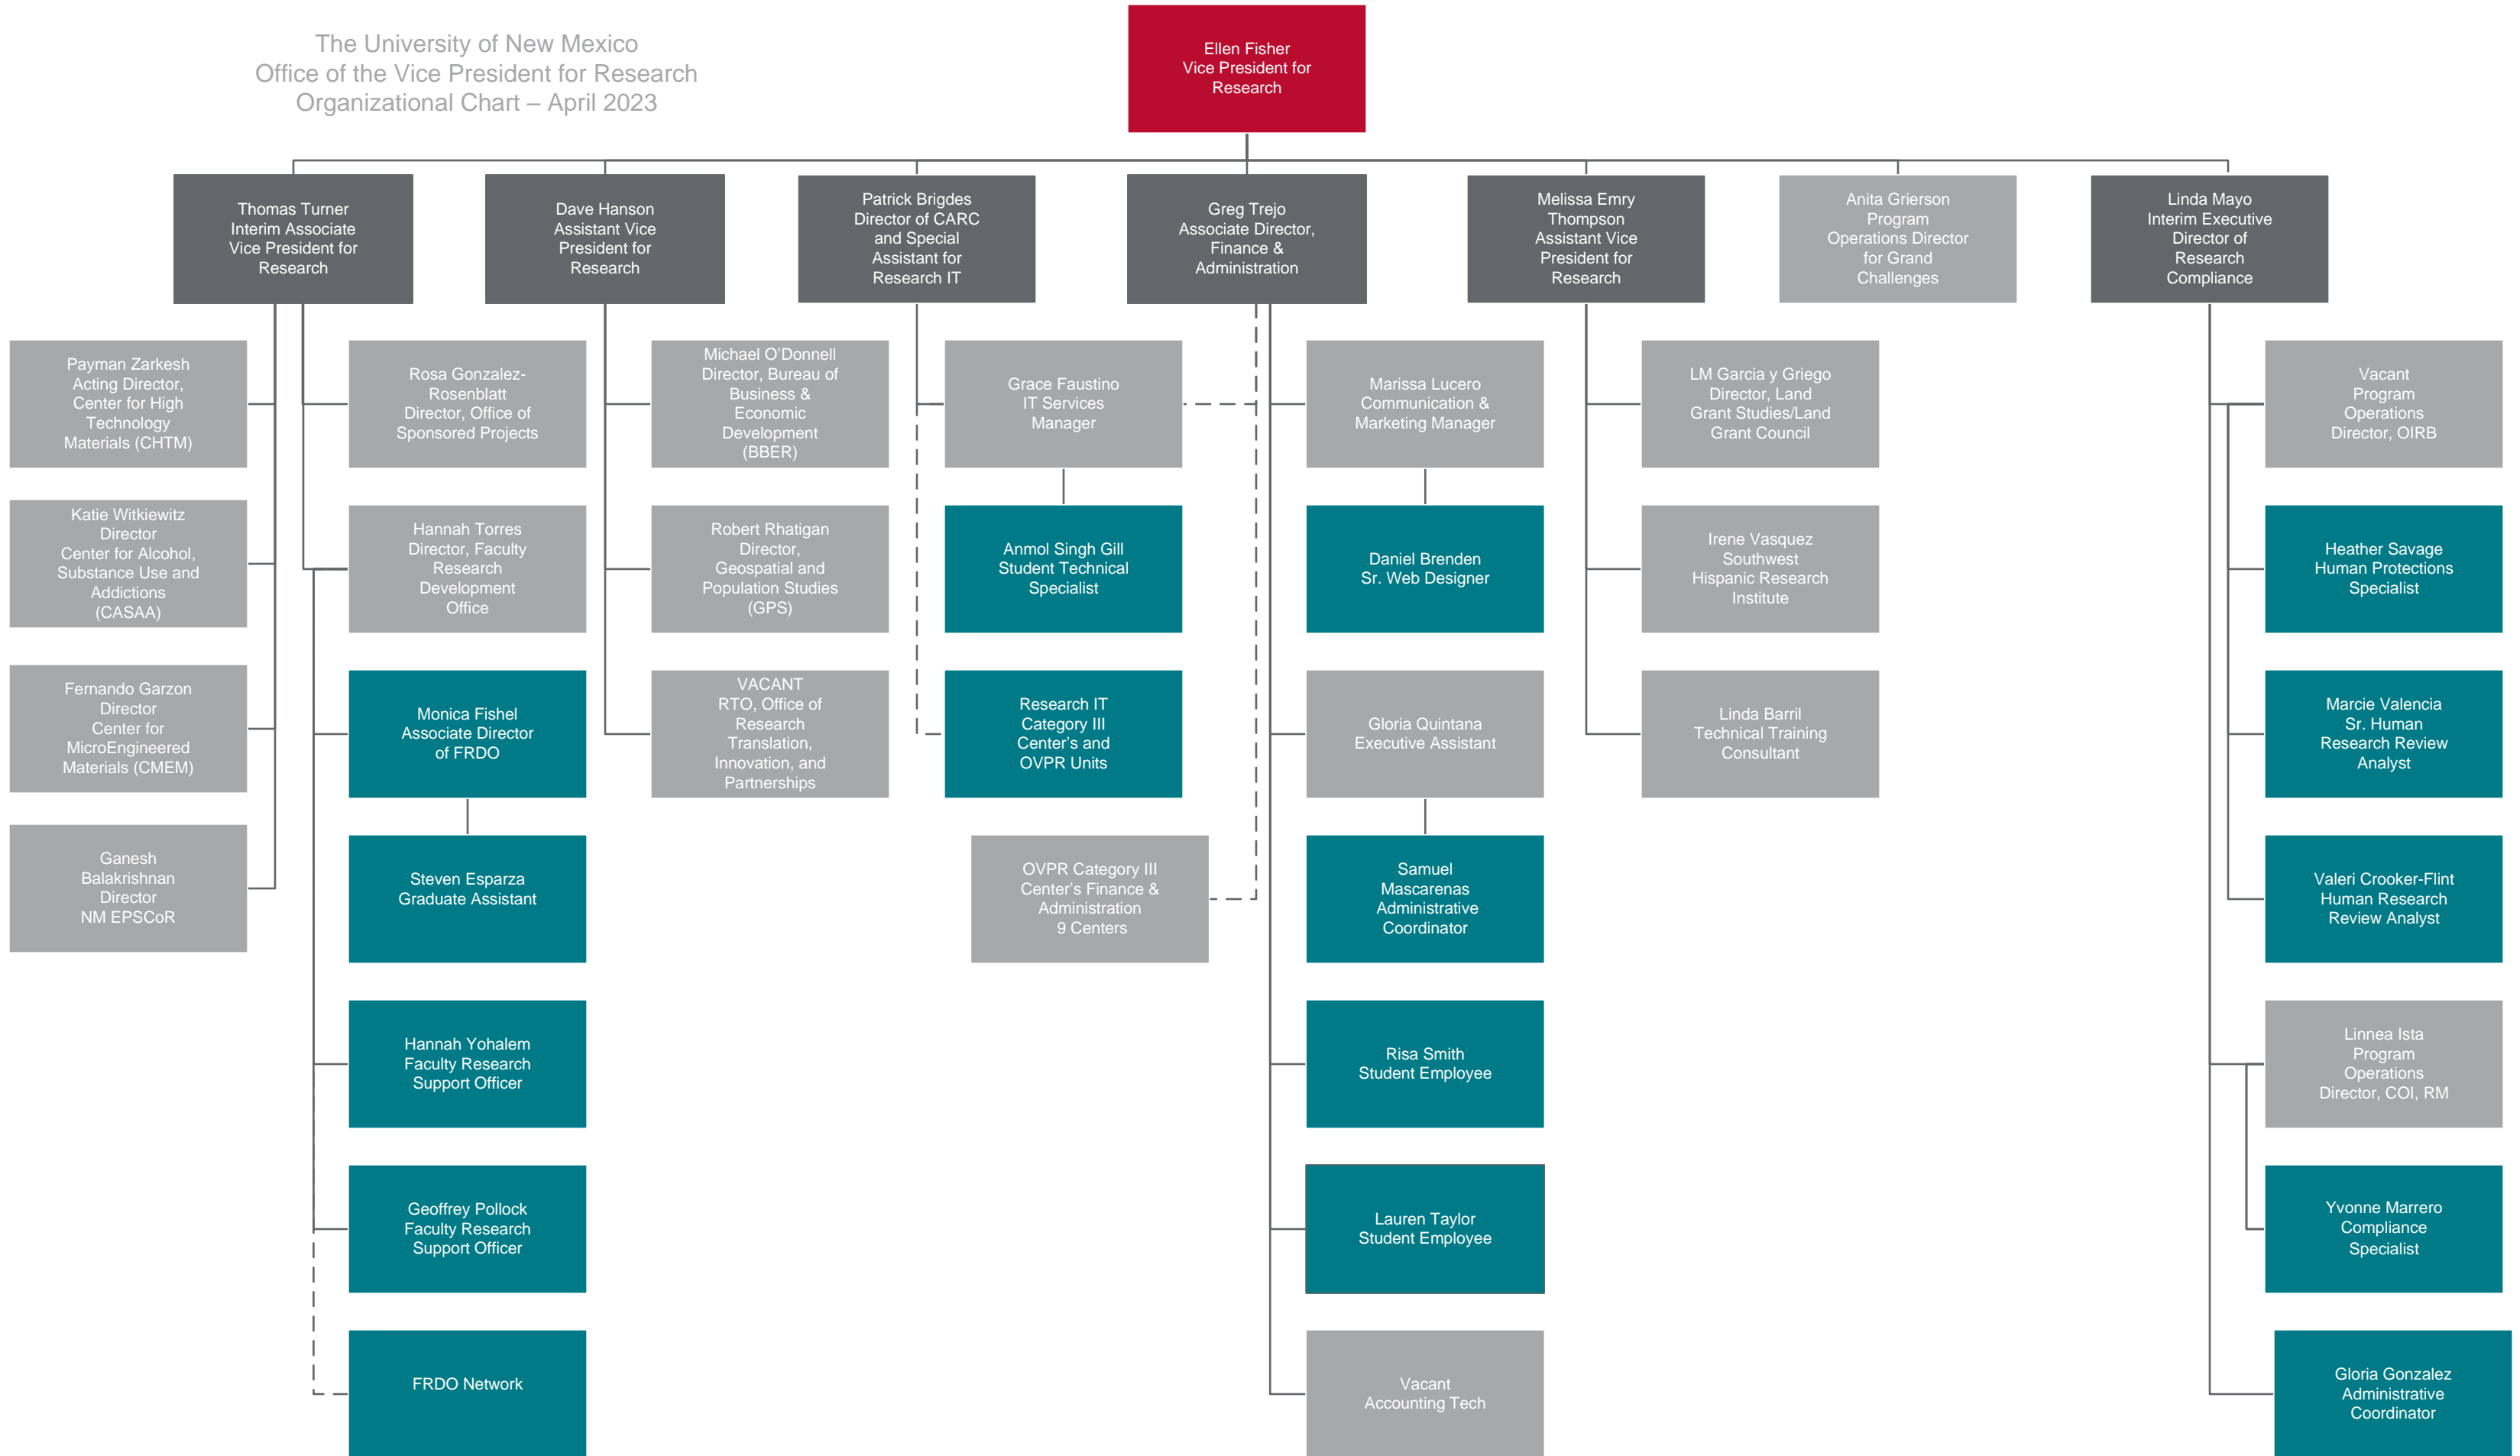 The University of New Mexico
Office of the Vice President for Research
Organizational Chart – April 2023
Ellen Fisher
Vice President for
Research
Thomas Turner
Interim Associate
Vice President for
Research
Dave Hanson
Assistant Vice
President for
Research
Patrick Brigdes
Director of CARC
and Special
Assistant for
Research IT
Greg Trejo
Associate Director,
Finance &
Administration
Melissa Emry
Thompson
Assistant Vice
President for
Research
Anita Grierson
Program
Operations Director
for Grand
Challenges
Linda Mayo
Interim Executive
Director of
Research
Compliance
Payman Zarkesh
Acting Director,
Center for High
Technology
Materials (CHTM)
Rosa Gonzalez-
Rosenblatt
Director, Office of
Sponsored Projects
Michael O’Donnell
Director, Bureau of
Business &
Economic
Development
(BBER)
Grace Faustino
IT Services
Manager
Marissa Lucero
Communication &
Marketing Manager
LM Garcia y Griego
Director, Land
Grant Studies/Land
Grant Council
Vacant
Program
Operations
Director, OIRB
Katie Witkiewitz
Director
Center for Alcohol,
Substance Use and
Addictions
(CASAA)
Hannah Torres
Director, Faculty
Research
Development
Office
Robert Rhatigan
Director,
Geospatial and
Population Studies
(GPS)
Anmol Singh Gill
Student Technical
Specialist
Daniel Brenden
Sr. Web Designer
Irene Vasquez
Southwest
Hispanic Research
Institute
Heather Savage
Human Protections
Specialist
Fernando Garzon
Director
Center for
MicroEngineered
Materials (CMEM)
Monica Fishel
Associate Director
of FRDO
VACANT
RTO, Office of
Research
Translation,
Innovation, and
Partnerships
Research IT
Category III
Center’s and
OVPR Units
Gloria Quintana
Executive Assistant
Linda Barril
Technical Training
Consultant
Marcie Valencia
Sr. Human
Research Review
Analyst
Ganesh
Balakrishnan
Director
NM EPSCoR
Steven Esparza
Graduate Assistant
OVPR Category III
Center’s Finance &
Administration
9 Centers
Samuel
Mascarenas
Administrative
Coordinator
Valeri Crooker-Flint
Human Research
Review Analyst
Hannah Yohalem
Faculty Research
Support Officer
Risa Smith
Student Employee
Linnea Ista
Program
Operations
Director, COI, RM
Geoffrey Pollock
Faculty Research
Support Officer
Lauren Taylor
Student Employee
Yvonne Marrero
Compliance
Specialist
FRDO Network
Vacant
Accounting Tech
Gloria Gonzalez
Administrative
Coordinator